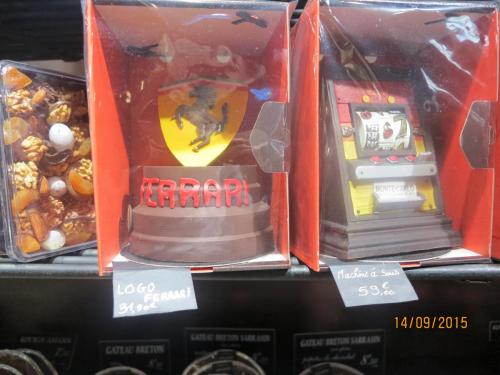 FERRARI
MONTE-CARLO
LOGO
FERRARI
Machine à Sous
59,00€
14/09/2015
GATEAU BRETON
GATEAU BRETON SARRASIN
GATEAU BRETON SARRASIN